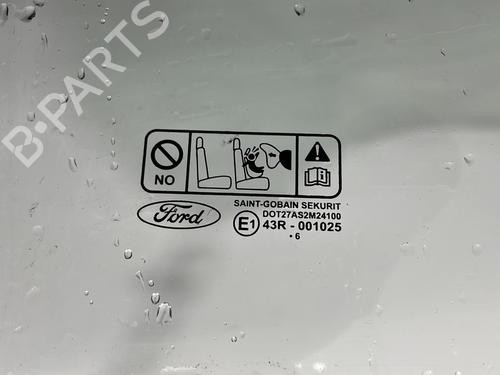 B-PARTS
NO
Ford
SAINT-GOBAIN SEKURIT
DOT27AS2M24100
E1 43R - 001025
. 6